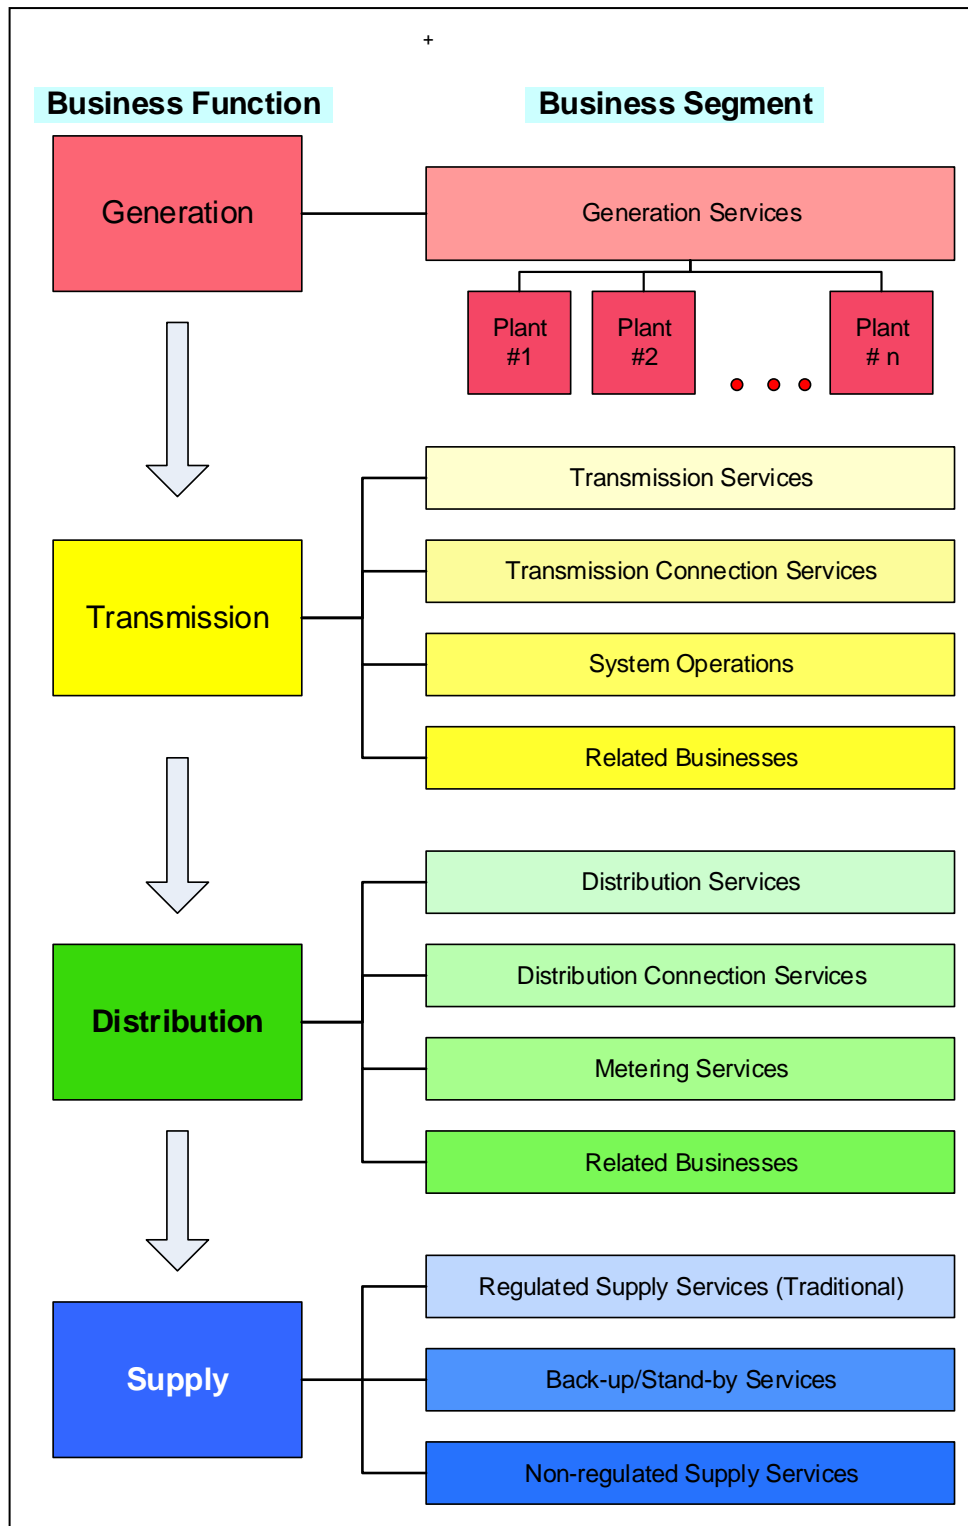 +
Business Function
Business Segment
Generation
Generation Services
Plant
#1
Plant
#2
Plant
# n
Transmission Services
Transmission Connection Services
Transmission
System Operations
Related Businesses
Distribution Services
Distribution Connection Services
Distribution
Metering Services
Related Businesses
Regulated Supply Services (Traditional)
Supply
Back-up/Stand-by Services
Non-regulated Supply Services